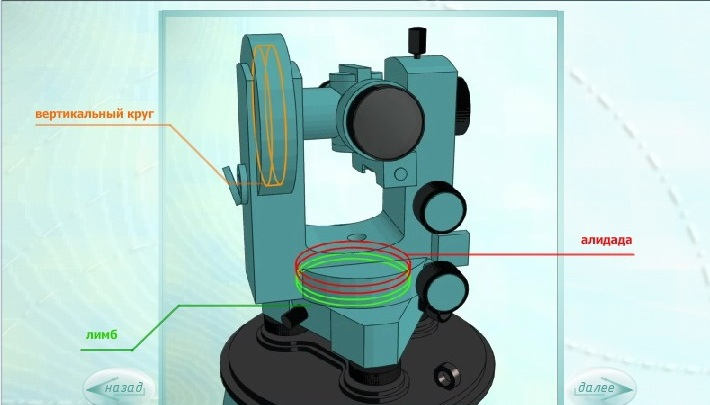 вертикальный круг
алидада
лимб
назад
далее